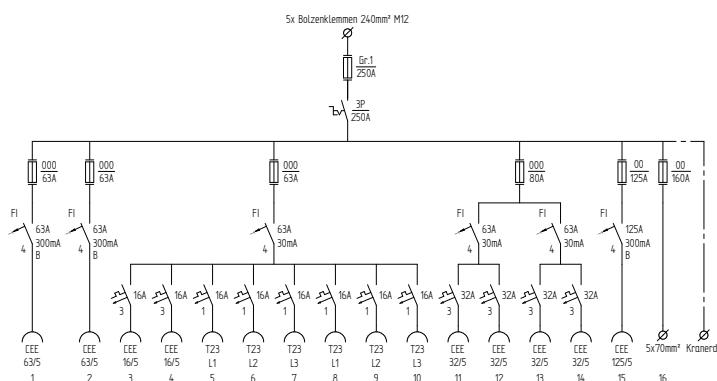 5x Bolzenklemmen 240mm² M12
Gr.1
250A
3P
250A
000 000 000 000 00 00
63A 63A 63A 80A 125A 160A
FI FI FI FI FI FI
63A 63A 63A 63A 63A 125A
300mA 300mA 30mA 30mA 30mA 300mA
4 4 4 4 4 4
B B B
16A 16A 16A 16A 16A 16A 16A 16A 32A 32A 32A 32A
3 3 1 1 1 1 1 1 3 3 3 3
CEE CEE CEE CEE T23 T23 T23 T23 T23 T23 CEE CEE CEE CEE CEE 5x70mm² Kranerd
63/5 63/5 16/5 16/5 L1 L2 L3 L1 L2 L3 32/5 32/5 32/5 32/5 125/5
1 2 3 4 5 6 7 8 9 10 11 12 13 14 15 16